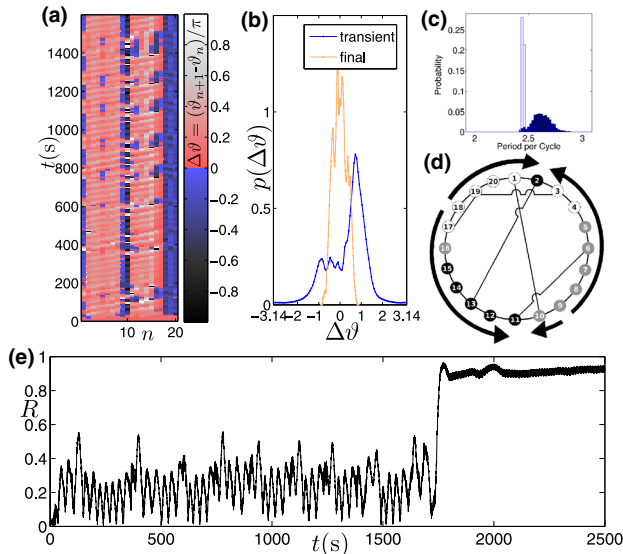 (a)
1400
1200
1000
800
600
400
200
0
t(s)
10 n 20
0.8
0.6
0.4
0.2
0
−0.2
−0.4
−0.6
−0.8
Δϑ = (ϑn+1-ϑn)/π
(b)
transient
final
1
0.5
0
p(Δϑ)
−3.14 −2 −1 0 1 2 3.14
Δϑ
(c)
0.25
0.2
0.15
0.1
0.05
0
Probability
2 2.5 3
Period per Cycle
(d)
1
2
3
4
5
6
7
8
9
10
11
12
13
14
15
16
17
18
19
20
(e)
1
0.8
0.6
0.4
0.2
0
R
0 500 1000 1500 2000 2500
t(s)